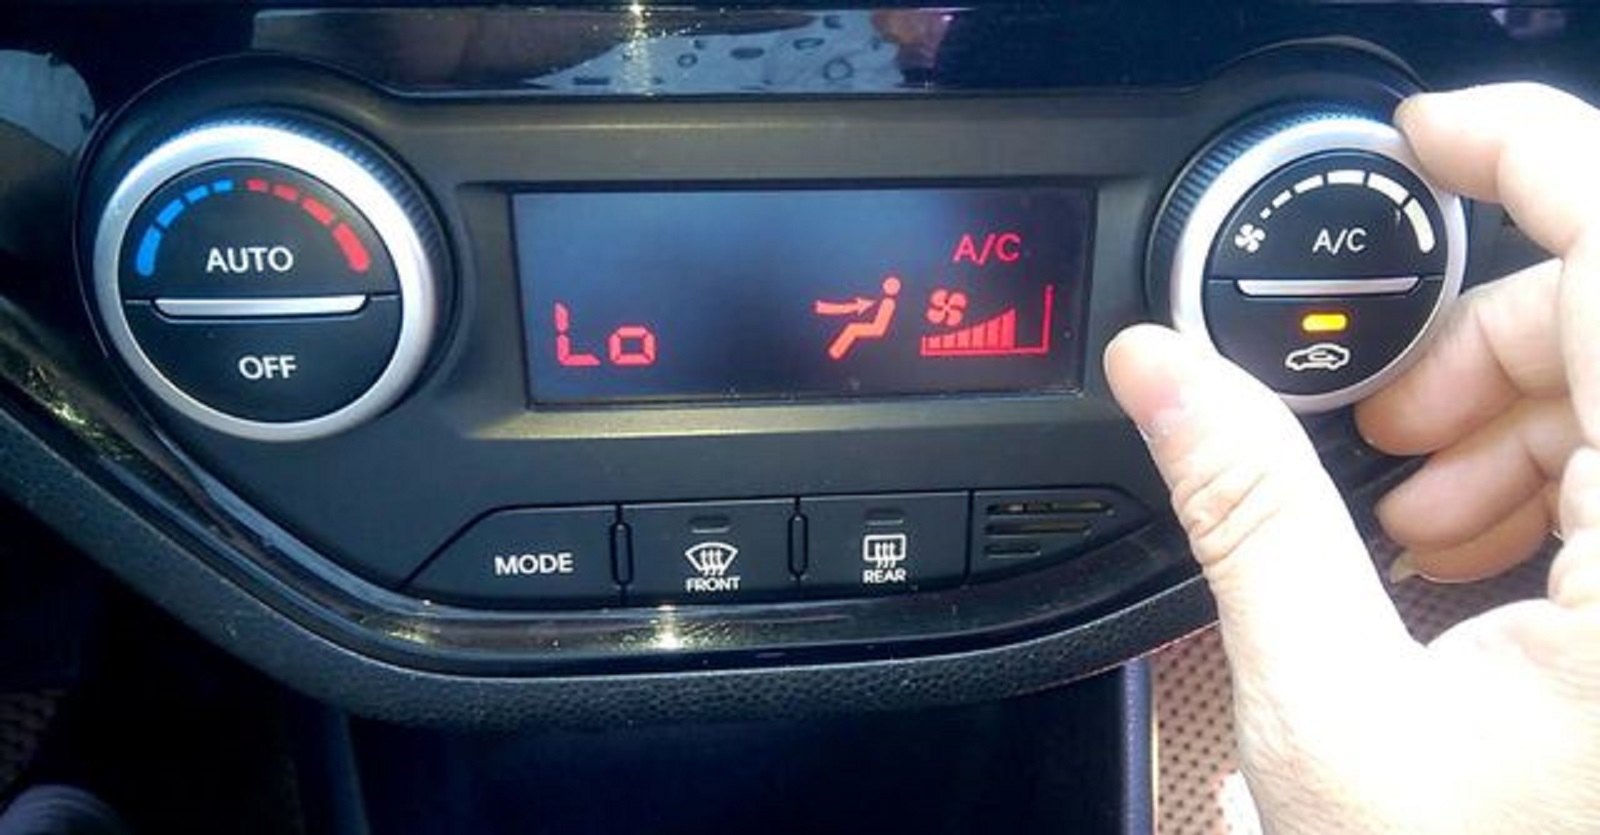 AUTO
OFF
A/C
Lo
A/C
MODE
FRONT
REAR